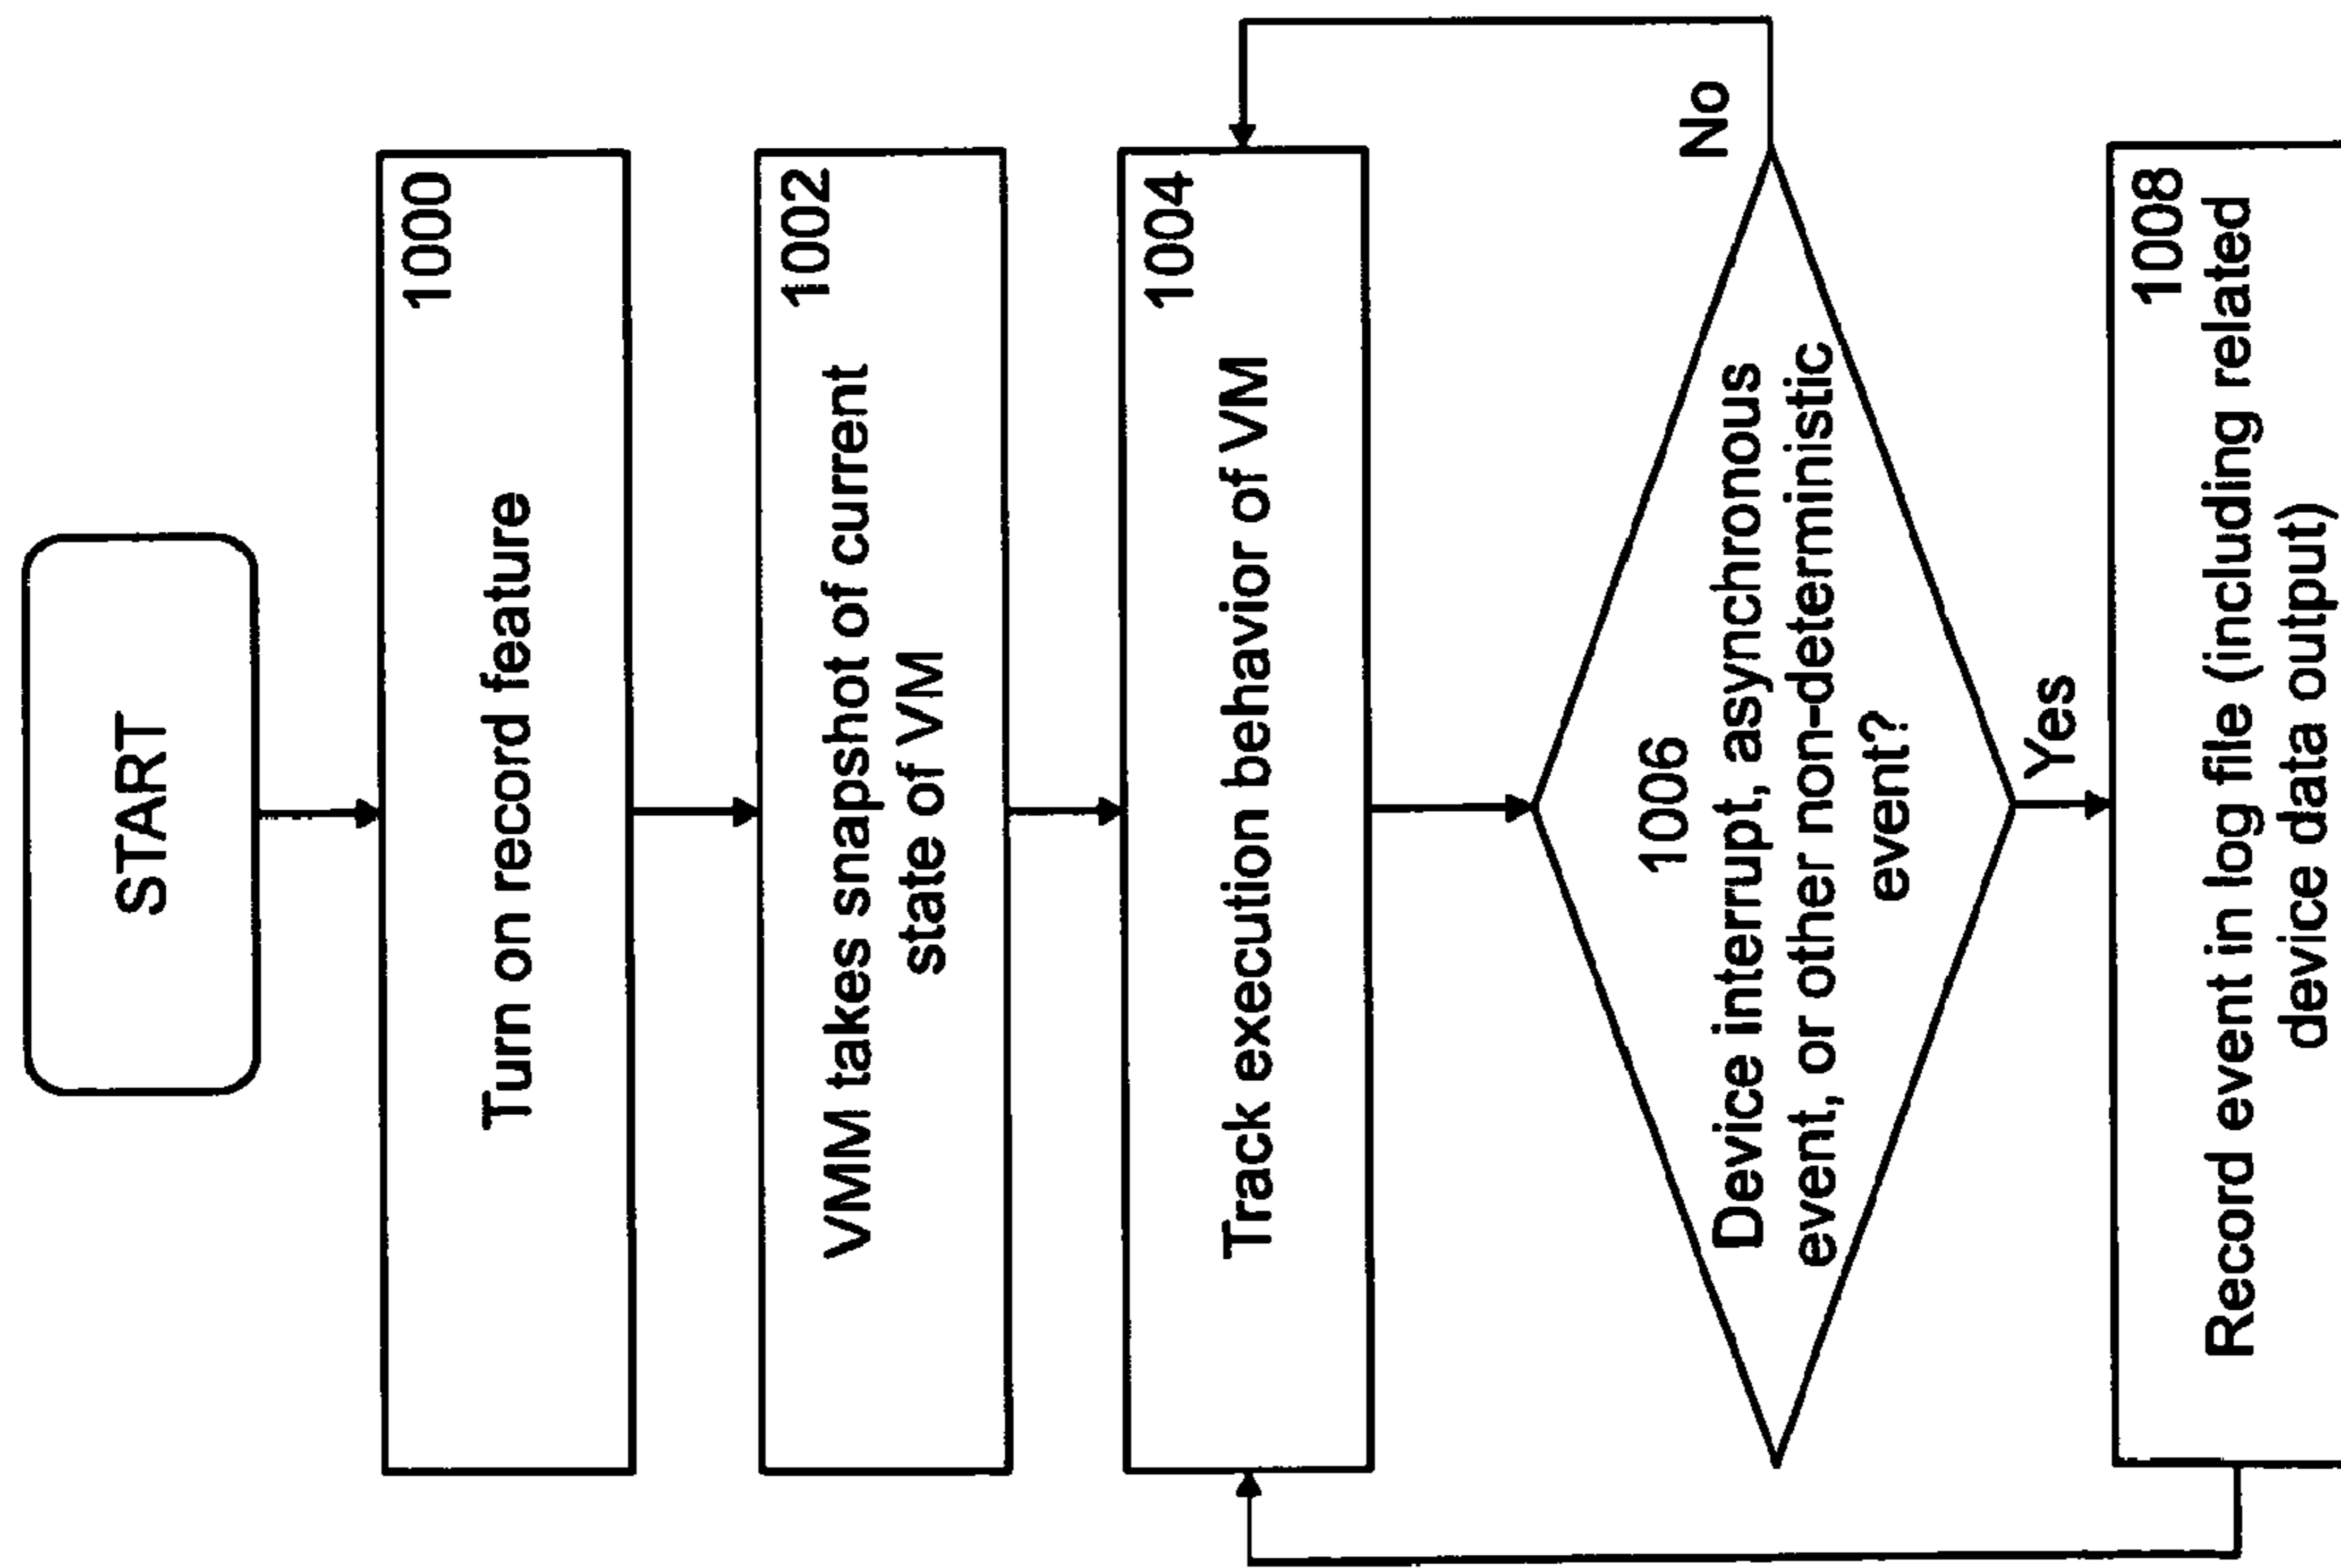 START
1000
Turn on record feature
1002
VMM takes snapshot of current
state of VM
1004
Track execution behavior of VM
1006
Device interrupt, asynchronous
event, or other non-deterministic
event?
No
Yes
1008
Record event in log file (including related
device data output)